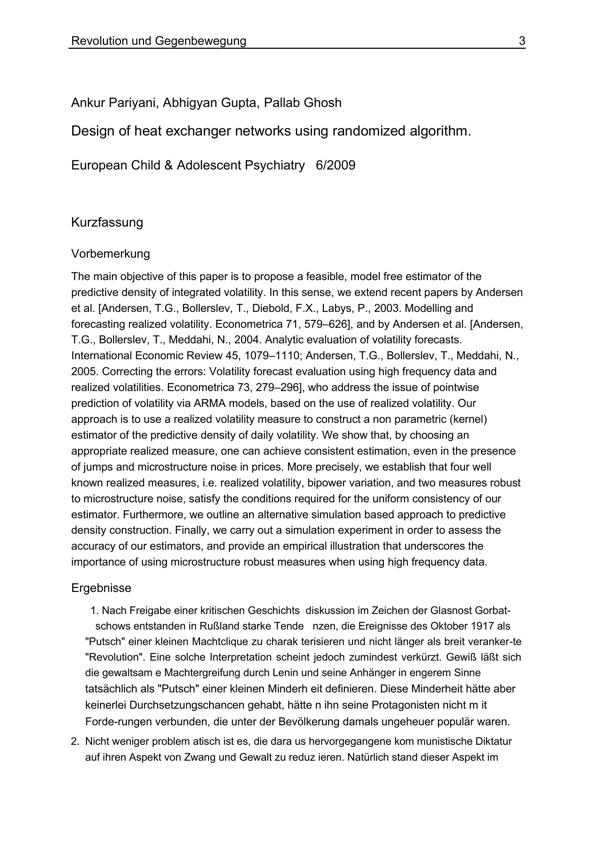 Revolution und Gegenbewegung 3
Ankur Pariyani, Abhigyan Gupta, Pallab Ghosh
Design of heat exchanger networks using randomized algorithm.
European Child & Adolescent Psychiatry 6/2009
Kurzfassung
Vorbemerkung
The main objective of this paper is to propose a feasible, model free estimator of the
predictive density of integrated volatility. In this sense, we extend recent papers by Andersen
et al. [Andersen, T.G., Bollerslev, T., Diebold, F.X., Labys, P., 2003. Modelling and
forecasting realized volatility. Econometrica 71, 579–626], and by Andersen et al. [Andersen,
T.G., Bollerslev, T., Meddahi, N., 2004. Analytic evaluation of volatility forecasts.
International Economic Review 45, 1079–1110; Andersen, T.G., Bollerslev, T., Meddahi, N.,
2005. Correcting the errors: Volatility forecast evaluation using high frequency data and
realized volatilities. Econometrica 73, 279–296], who address the issue of pointwise
prediction of volatility via ARMA models, based on the use of realized volatility. Our
approach is to use a realized volatility measure to construct a non parametric (kernel)
estimator of the predictive density of daily volatility. We show that, by choosing an
appropriate realized measure, one can achieve consistent estimation, even in the presence
of jumps and microstructure noise in prices. More precisely, we establish that four well
known realized measures, i.e. realized volatility, bipower variation, and two measures robust
to microstructure noise, satisfy the conditions required for the uniform consistency of our
estimator. Furthermore, we outline an alternative simulation based approach to predictive
density construction. Finally, we carry out a simulation experiment in order to assess the
accuracy of our estimators, and provide an empirical illustration that underscores the
importance of using microstructure robust measures when using high frequency data.
Ergebnisse
1. Nach Freigabe einer kritischen Geschichts diskussion im Zeichen der Glasnost Gorbat-
schows entstanden in Rußland starke Tende nzen, die Ereignisse des Oktober 1917 als
"Putsch" einer kleinen Machtclique zu charak terisieren und nicht länger als breit veranker-te
"Revolution". Eine solche Interpretation scheint jedoch zumindest verkürzt. Gewiß läßt sich
die gewaltsam e Machtergreifung durch Lenin und seine Anhänger in engerem Sinne
tatsächlich als "Putsch" einer kleinen Minderh eit definieren. Diese Minderheit hätte aber
keinerlei Durchsetzungschancen gehabt, hätte n ihn seine Protagonisten nicht m it
Forde-rungen verbunden, die unter der Bevölkerung damals ungeheuer populär waren.
2. Nicht weniger problem atisch ist es, die dara us hervorgegangene kom munistische Diktatur
auf ihren Aspekt von Zwang und Gewalt zu reduz ieren. Natürlich stand dieser Aspekt im